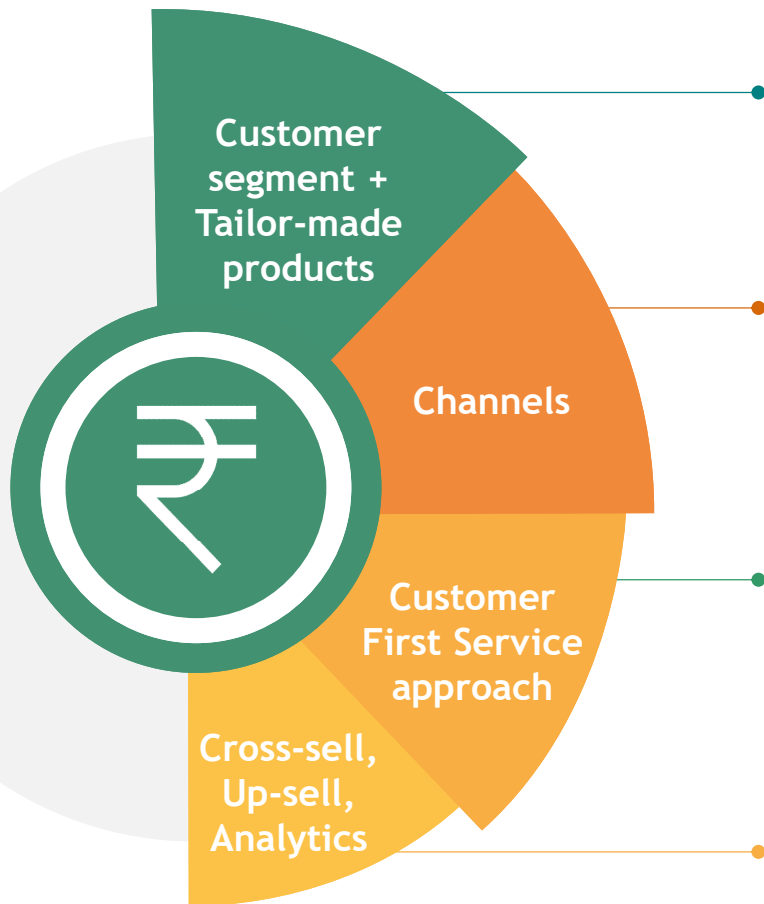 Customer
segment +
Tailor-made
products
Channels
₹
Customer
First Service
approach
Cross-sell,
Up-sell,
Analytics